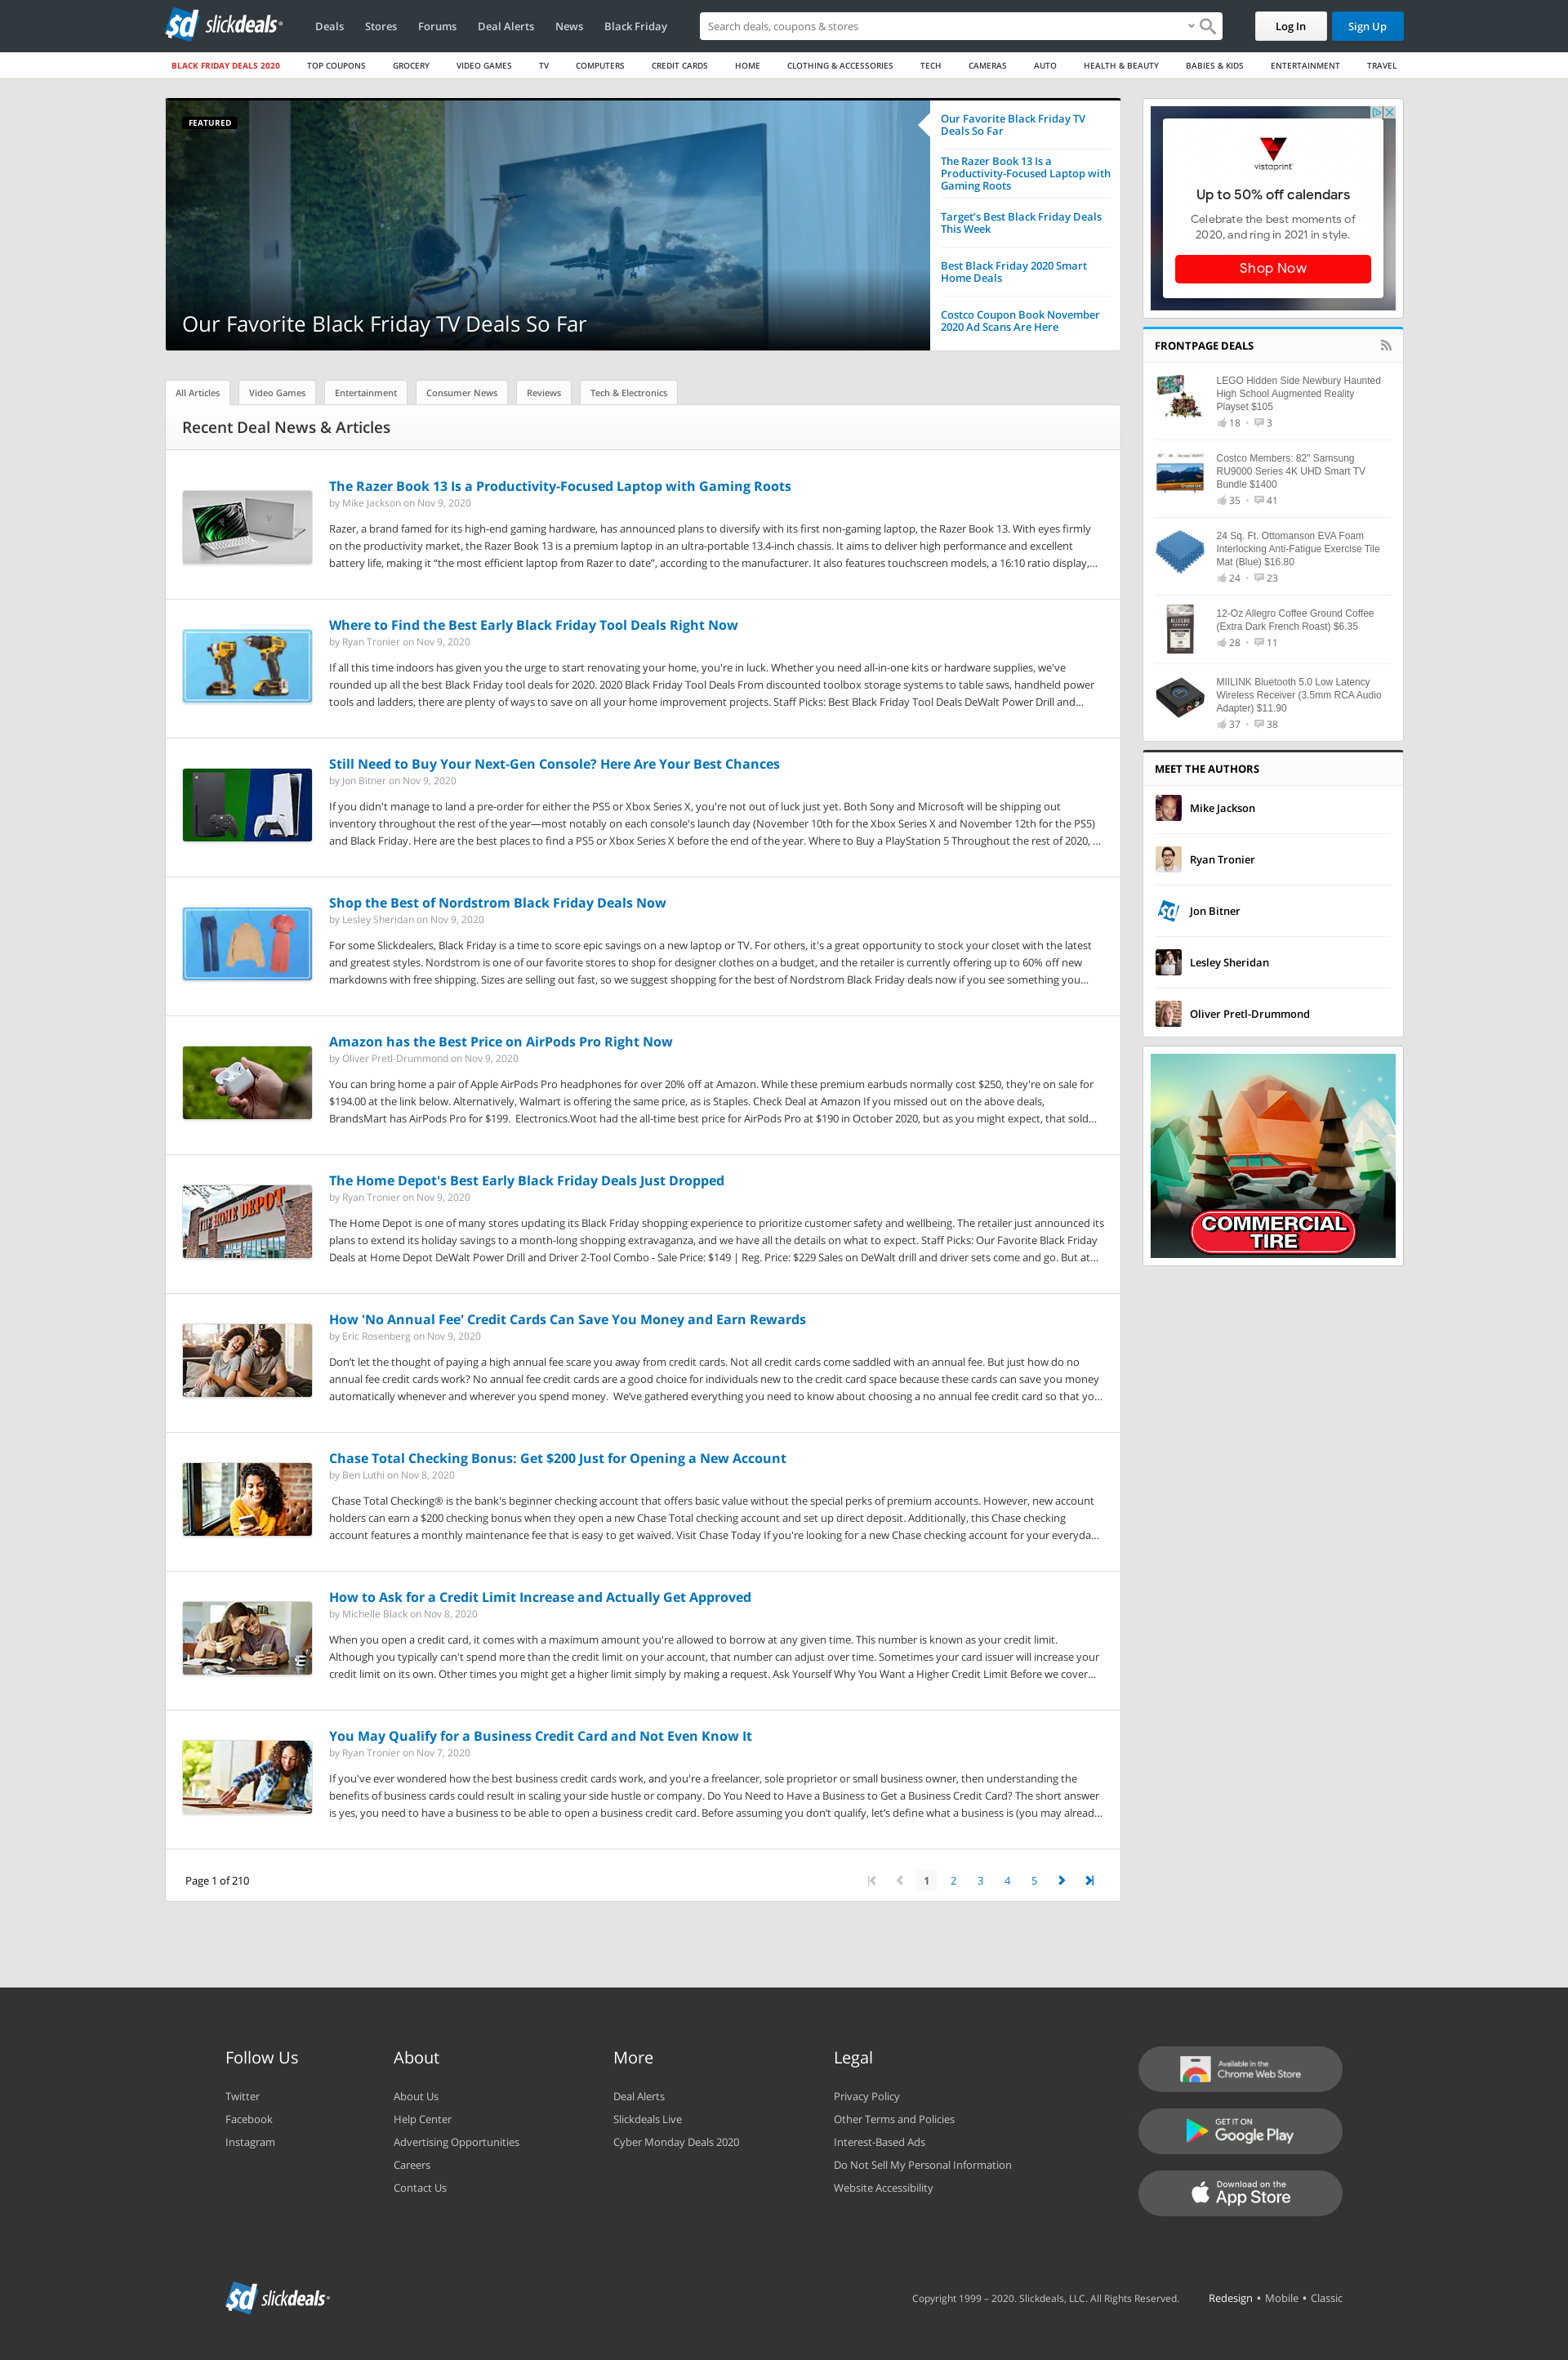 sd slickdeals
Deals Stores Forums Deal Alerts News Black Friday
Search deals, coupons & stores
Log In Sign Up
BLACK FRIDAY DEALS 2020 TOP COUPONS GROCERY VIDEO GAMES TV COMPUTERS CREDIT CARDS HOME CLOTHING & ACCESSORIES TECH CAMERAS AUTO HEALTH & BEAUTY BABIES & KIDS ENTERTAINMENT TRAVEL
FEATURED
Our Favorite Black Friday TV Deals So Far
Our Favorite Black Friday TV
Deals So Far
The Razer Book 13 Is a
Productivity-Focused Laptop with
Gaming Roots
Target's Best Black Friday Deals
This Week
Best Black Friday 2020 Smart
Home Deals
Costco Coupon Book November
2020 Ad Scans Are Here
All Articles Video Games Entertainment Consumer News Reviews Tech & Electronics
Recent Deal News & Articles
The Razer Book 13 Is a Productivity-Focused Laptop with Gaming Roots
by Mike Jackson on Nov 9, 2020
Razer, a brand famed for its high-end gaming hardware, has announced plans to diversify with its first non-gaming laptop, the Razer Book 13. With eyes firmly
on the productivity market, the Razer Book 13 is a premium laptop in an ultra-portable 13.4-inch chassis. It aims to deliver high performance and excellent
battery life, making it “the most efficient laptop from Razer to date”, according to the manufacturer. It also features touchscreen models, a 16:10 ratio display,...
Where to Find the Best Early Black Friday Tool Deals Right Now
by Ryan Tronier on Nov 9, 2020
If all this time indoors has given you the urge to start renovating your home, you're in luck. Whether you need all-in-one kits or hardware supplies, we've
rounded up all the best Black Friday tool deals for 2020. 2020 Black Friday Tool Deals From discounted toolbox storage systems to table saws, handheld power
tools and ladders, there are plenty of ways to save on all your home improvement projects. Staff Picks: Best Black Friday Tool Deals DeWalt Power Drill and...
Still Need to Buy Your Next-Gen Console? Here Are Your Best Chances
by Jon Bitner on Nov 9, 2020
If you didn't manage to land a pre-order for either the PS5 or Xbox Series X, you're not out of luck just yet. Both Sony and Microsoft will be shipping out
inventory throughout the rest of the year—most notably on each console's launch day (November 10th for the Xbox Series X and November 12th for the PS5)
and Black Friday. Here are the best places to find a PS5 or Xbox Series X before the end of the year. Where to Buy a PlayStation 5 Throughout the rest of 2020, ...
Shop the Best of Nordstrom Black Friday Deals Now
by Lesley Sheridan on Nov 9, 2020
For some Slickdealers, Black Friday is a time to score epic savings on a new laptop or TV. For others, it's a great opportunity to stock your closet with the latest
and greatest styles. Nordstrom is one of our favorite stores to shop for designer clothes on a budget, and the retailer is currently offering up to 60% off new
markdowns with free shipping. Sizes are selling out fast, so we suggest shopping for the best of Nordstrom Black Friday deals now if you see something you...
Amazon has the Best Price on AirPods Pro Right Now
by Oliver Pretl-Drummond on Nov 9, 2020
You can bring home a pair of Apple AirPods Pro headphones for over 20% off at Amazon. While these premium earbuds normally cost $250, they're on sale for
$194.00 at the link below. Alternatively, Walmart is offering the same price, as is Staples. Check Deal at Amazon If you missed out on the above deals,
BrandsMart has AirPods Pro for $199.  Electronics.Woot had the all-time best price for AirPods Pro at $190 in October 2020, but as you might expect, that sold...
THE HOME DEPOT
The Home Depot's Best Early Black Friday Deals Just Dropped
by Ryan Tronier on Nov 9, 2020
The Home Depot is one of many stores updating its Black Friday shopping experience to prioritize customer safety and wellbeing. The retailer just announced its
plans to extend its holiday savings to a month-long shopping extravaganza, and we have all the details on what to expect. Staff Picks: Our Favorite Black Friday
Deals at Home Depot DeWalt Power Drill and Driver 2-Tool Combo - Sale Price: $149 | Reg. Price: $229 Sales on DeWalt drill and driver sets come and go. But at...
How 'No Annual Fee' Credit Cards Can Save You Money and Earn Rewards
by Eric Rosenberg on Nov 9, 2020
Don’t let the thought of paying a high annual fee scare you away from credit cards. Not all credit cards come saddled with an annual fee. But just how do no
annual fee credit cards work? No annual fee credit cards are a good choice for individuals new to the credit card space because these cards can save you money
automatically whenever and wherever you spend money.  We’ve gathered everything you need to know about choosing a no annual fee credit card so that yo...
Chase Total Checking Bonus: Get $200 Just for Opening a New Account
by Ben Luthi on Nov 8, 2020
Chase Total Checking® is the bank's beginner checking account that offers basic value without the special perks of premium accounts. However, new account
holders can earn a $200 checking bonus when they open a new Chase Total checking account and set up direct deposit. Additionally, this Chase checking
account features a monthly maintenance fee that is easy to get waived. Visit Chase Today If you're looking for a new Chase checking account for your everyda...
How to Ask for a Credit Limit Increase and Actually Get Approved
by Michelle Black on Nov 8, 2020
When you open a credit card, it comes with a maximum amount you're allowed to borrow at any given time. This number is known as your credit limit.
Although you typically can't spend more than the credit limit on your account, that number can adjust over time. Sometimes your card issuer will increase your
credit limit on its own. Other times you might get a higher limit simply by making a request. Ask Yourself Why You Want a Higher Credit Limit Before we cover...
You May Qualify for a Business Credit Card and Not Even Know It
by Ryan Tronier on Nov 7, 2020
If you've ever wondered how the best business credit cards work, and you're a freelancer, sole proprietor or small business owner, then understanding the
benefits of business cards could result in scaling your side hustle or company. Do You Need to Have a Business to Get a Business Credit Card? The short answer
is yes, you need to have a business to be able to open a business credit card. Before assuming you don’t qualify, let’s define what a business is (you may alread...
Page 1 of 210
1 2 3 4 5
vistaprint
Up to 50% off calendars
Celebrate the best moments of
2020, and ring in 2021 in style.
Shop Now
FRONTPAGE DEALS
LEGO Hidden Side Newbury Haunted
High School Augmented Reality
Playset $105
18 • 3
Costco Members: 82" Samsung
RU9000 Series 4K UHD Smart TV
Bundle $1400
35 • 41
24 Sq. Ft. Ottomanson EVA Foam
Interlocking Anti-Fatigue Exercise Tile
Mat (Blue) $16.80
24 • 23
ALLEGRO
12-Oz Allegro Coffee Ground Coffee
(Extra Dark French Roast) $6.35
28 • 11
MIILINK Bluetooth 5.0 Low Latency
Wireless Receiver (3.5mm RCA Audio
Adapter) $11.90
37 • 38
MEET THE AUTHORS
Mike Jackson
Ryan Tronier
sd
Jon Bitner
Lesley Sheridan
Oliver Pretl-Drummond
COMMERCIAL
TIRE
Follow Us
Twitter
Facebook
Instagram
About
About Us
Help Center
Advertising Opportunities
Careers
Contact Us
More
Deal Alerts
Slickdeals Live
Cyber Monday Deals 2020
Legal
Privacy Policy
Other Terms and Policies
Interest-Based Ads
Do Not Sell My Personal Information
Website Accessibility
Available in the
Chrome Web Store
GET IT ON
Google Play
Download on the
App Store
sd slickdeals
Copyright 1999 – 2020. Slickdeals, LLC. All Rights Reserved.
Redesign • Mobile • Classic